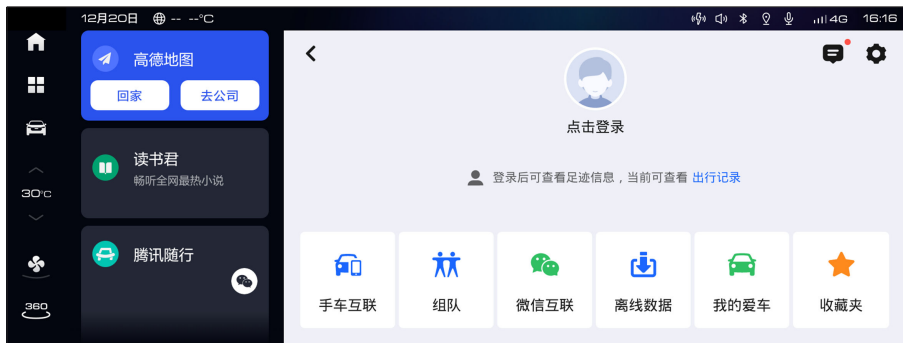 12月20日 -- --°C 4G 16:16
高德地图
回家 去公司
读书君
畅听全网最热小说
腾讯随行
30°C
360
点击登录
登录后可查看足迹信息，当前可查看 出行记录
手车互联 组队 微信互联 离线数据 我的爱车 收藏夹